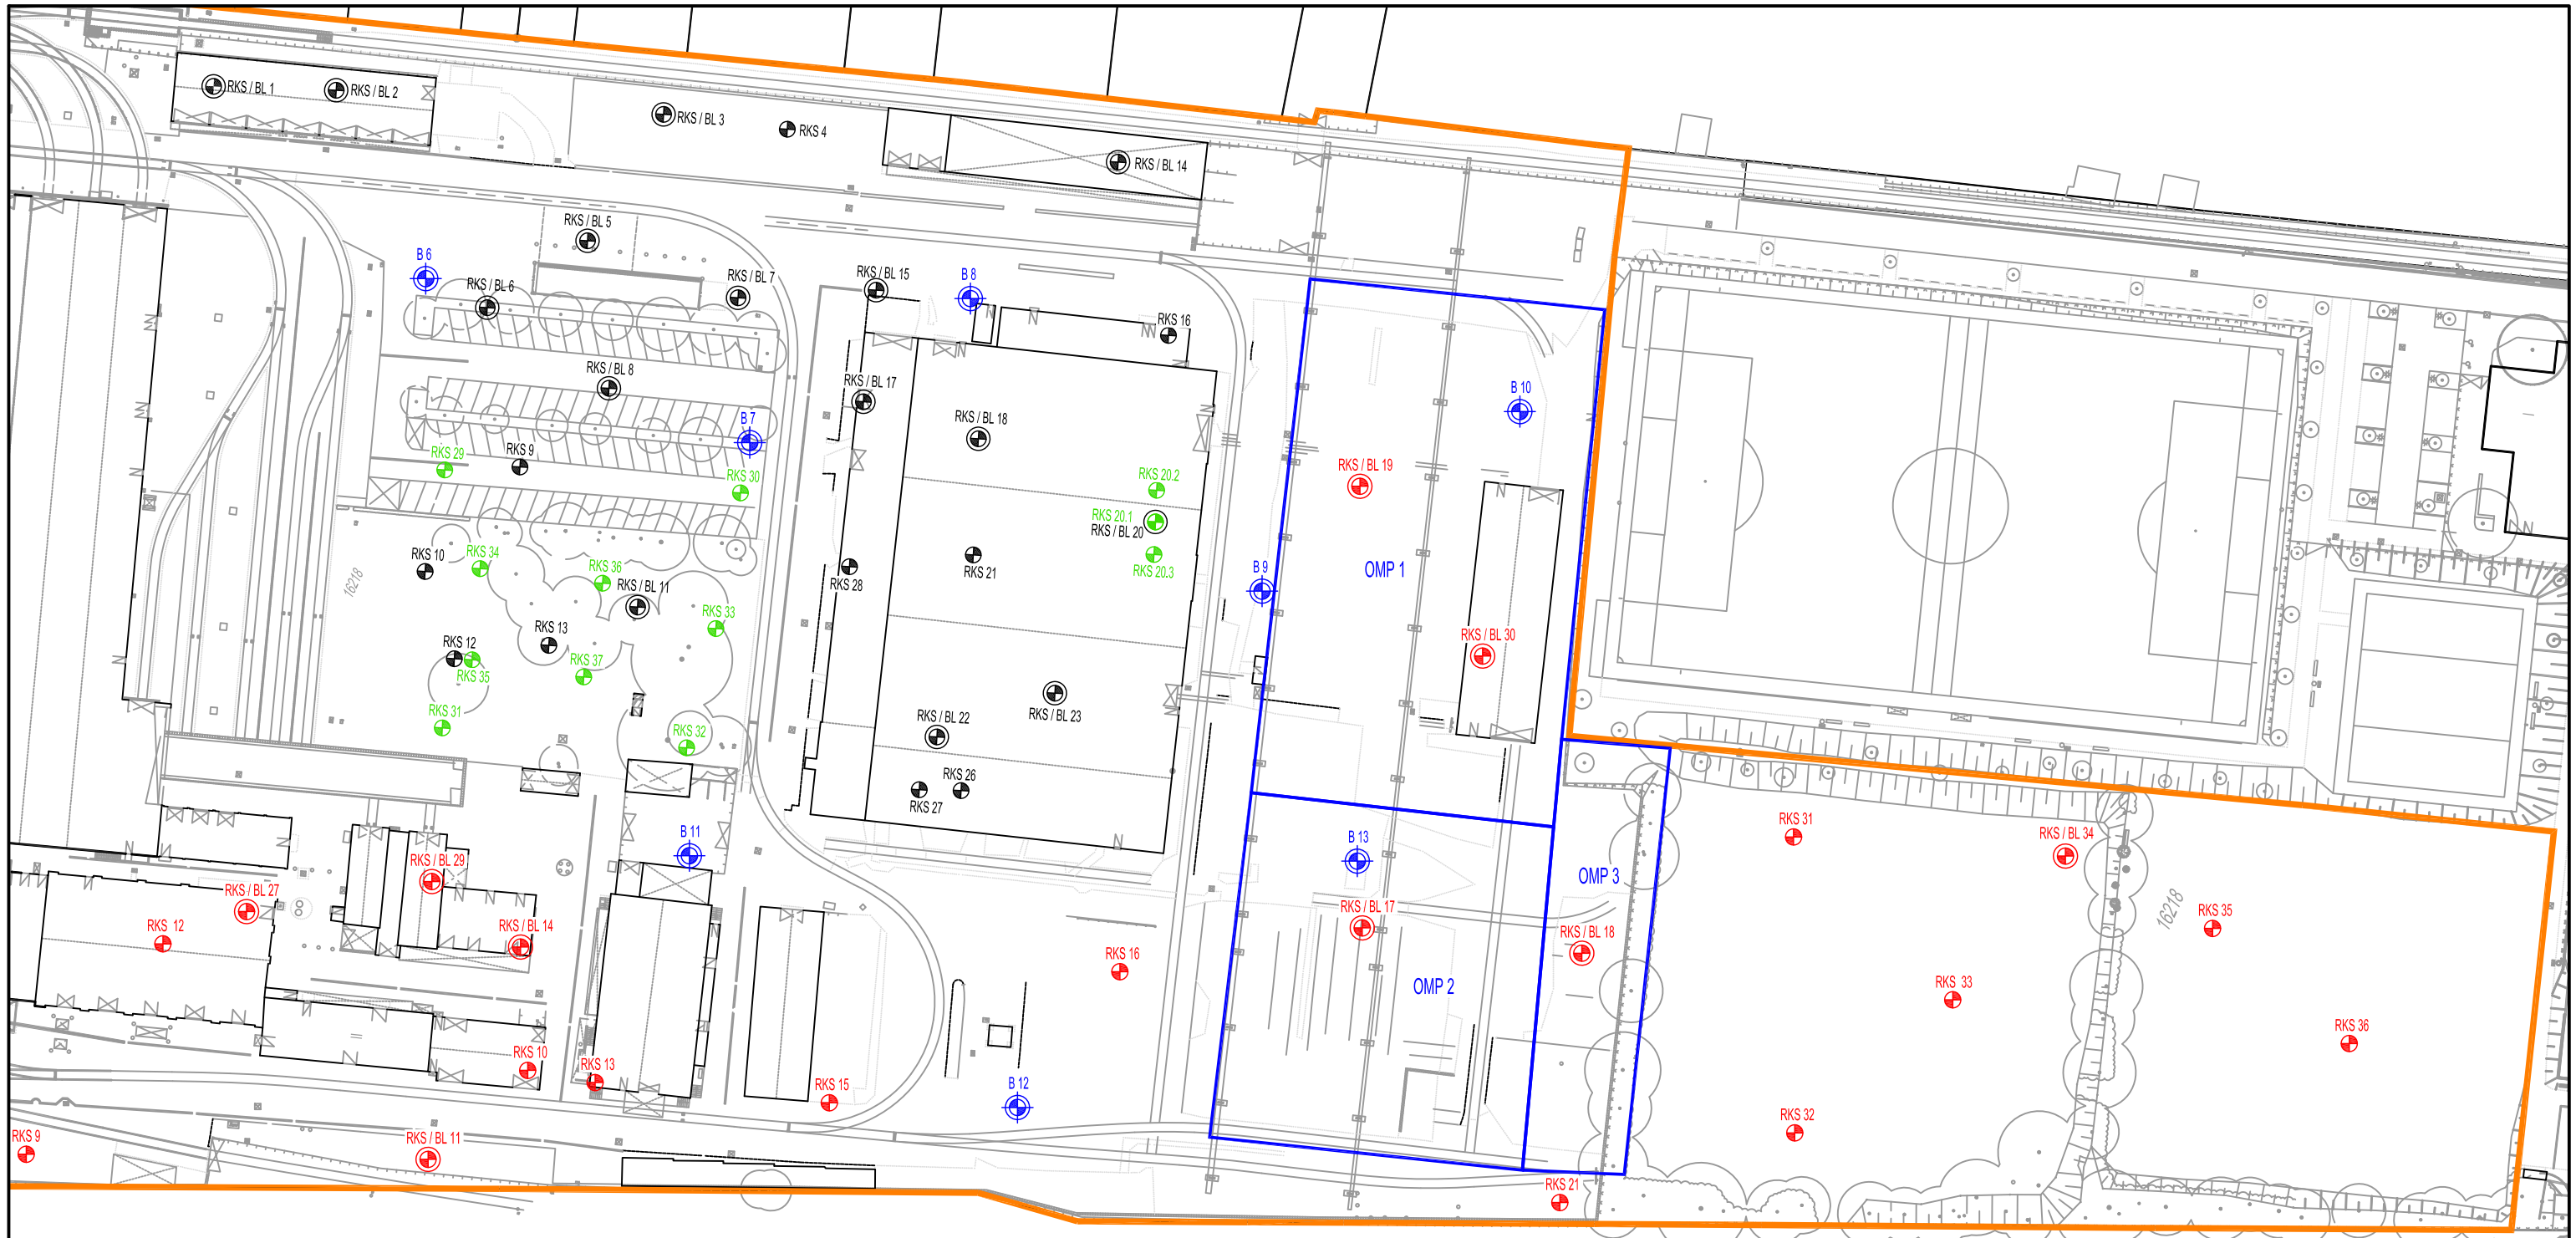 RKS / BL 1
RKS / BL 2
RKS / BL 3
RKS 4
RKS / BL 14
RKS / BL 5
B 6
RKS / BL 6
RKS / BL 7
RKS / BL 15
B 8
RKS 16
RKS / BL 8
RKS / BL 17
B 10
B 7
RKS / BL 18
RKS 29
RKS 9
RKS 30
RKS 20.2
RKS / BL 19
RKS 20.1
RKS / BL 20
RKS 10
RKS 34
RKS 36
RKS 28
RKS 21
RKS 20.3
B 9
OMP 1
16218
RKS / BL 11
RKS 33
RKS 12
RKS 13
RKS / BL 30
RKS 35
RKS 37
RKS 31
RKS 32
RKS / BL 22
RKS / BL 23
RKS 27
RKS 26
B 11
B 13
RKS 31
RKS / BL 34
RKS / BL 29
RKS / BL 27
OMP 3
RKS 12
RKS / BL 14
RKS / BL 17
RKS / BL 18
16218
RKS 35
RKS 16
OMP 2
RKS 33
RKS 36
RKS 10
RKS 13
RKS 15
B 12
RKS 32
RKS 9
RKS / BL 11
RKS 21